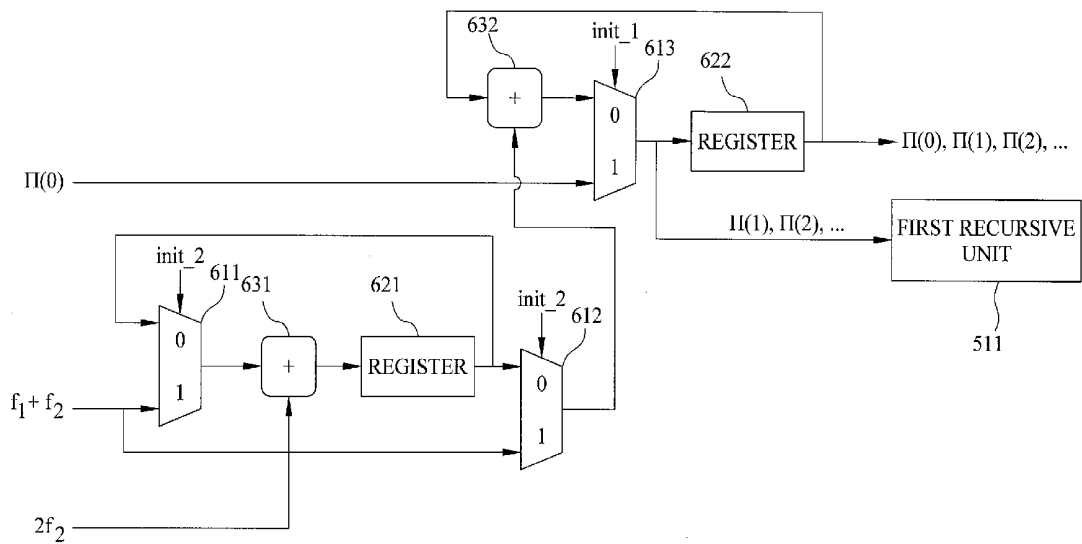 632
init_1
613
622
+
0
1
REGISTER
Π(0), Π(1), Π(2), ...
Π(0)
Π(1), Π(2), ...
FIRST RECURSIVE
UNIT
511
init_2
611
631
621
init_2
612
0
1
+
REGISTER
0
1
f1 + f2
2f2